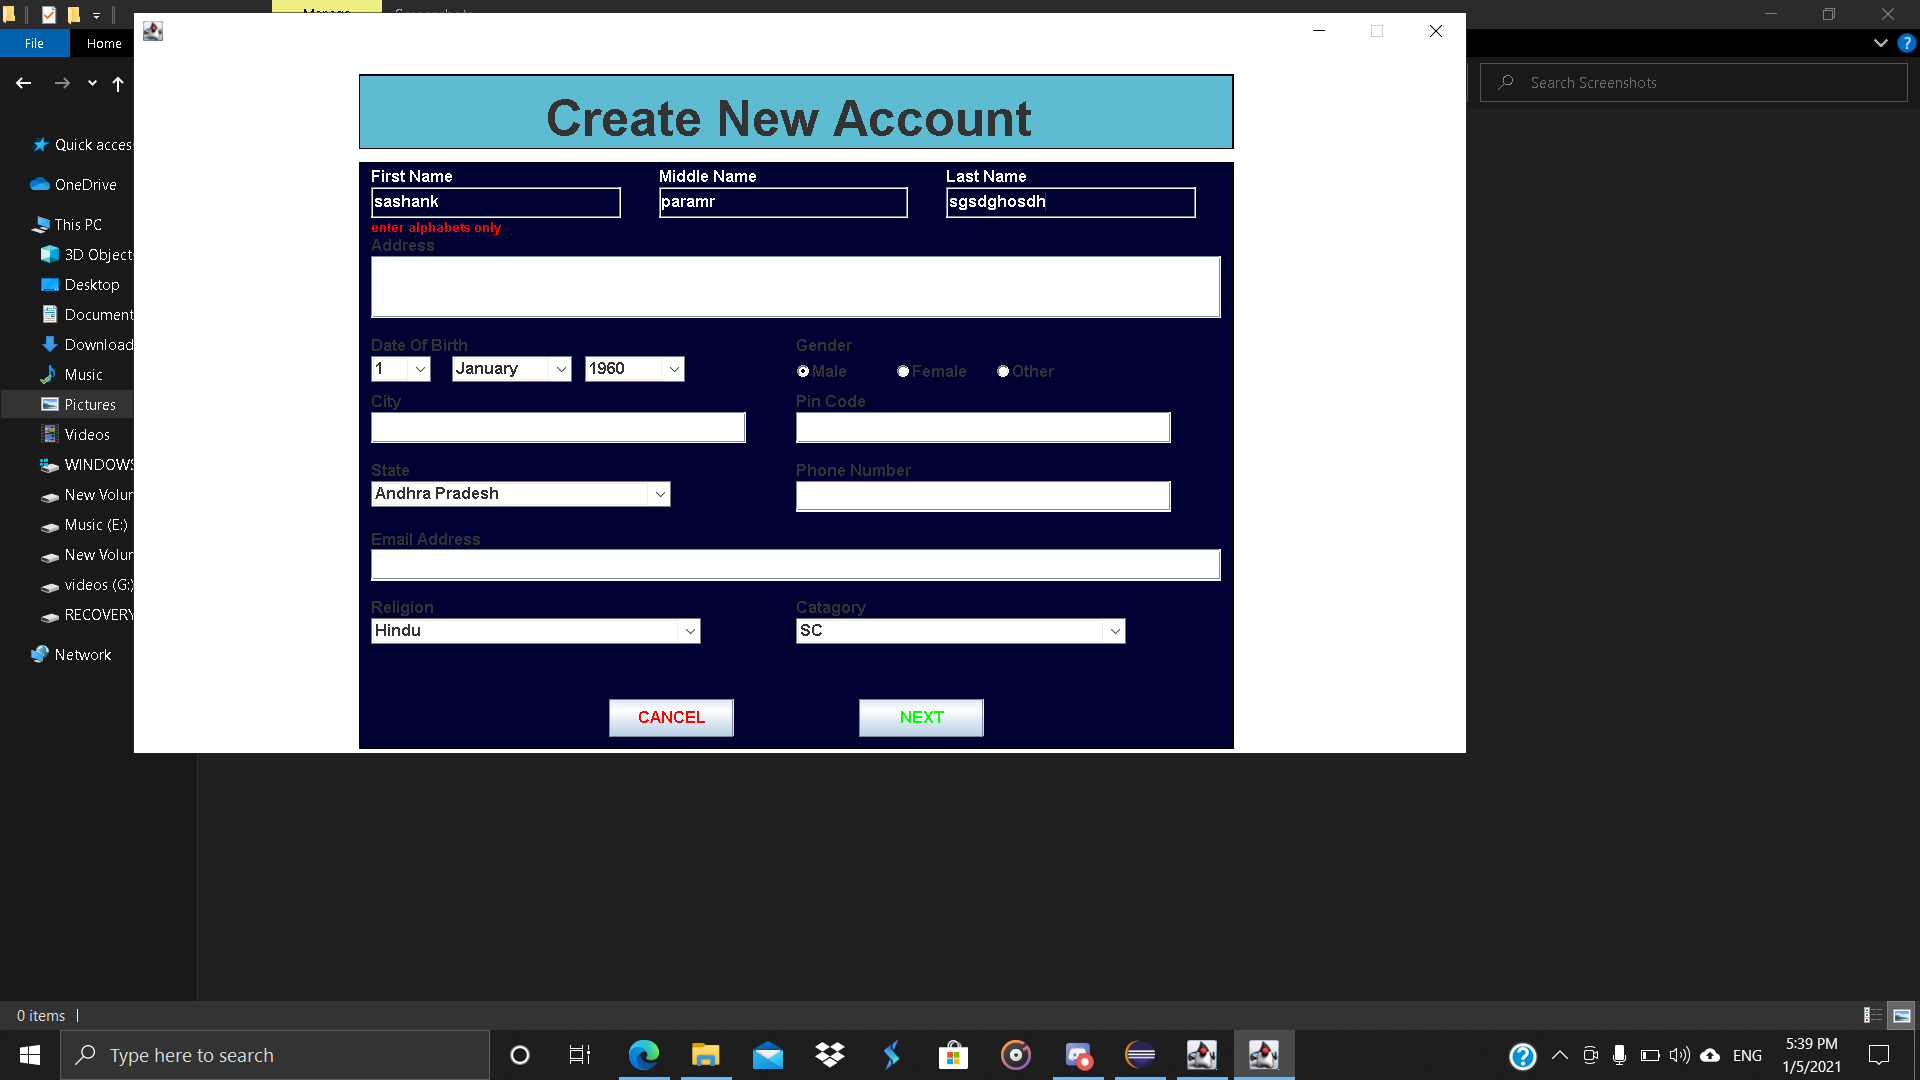 File
Home
Search Screenshots
Create New Account
Quick acces
OneDrive
This PC
3D Object
Desktop
Document
Download
Music
Pictures
Videos
WINDOWS
New Volur
Music (E:)
New Volur
videos (G:)
RECOVERY
Network
First Name
Middle Name
Last Name
sashank
paramr
sgsdghosdh
enter alphabets only
Address
Date Of Birth
Gender
1
January
1960
Male
Female
Other
City
Pin Code
State
Phone Number
Andhra Pradesh
Email Address
Religion
Catagory
Hindu
SC
CANCEL
NEXT
0 items
Type here to search
ENG
5:39 PM
1/5/2021